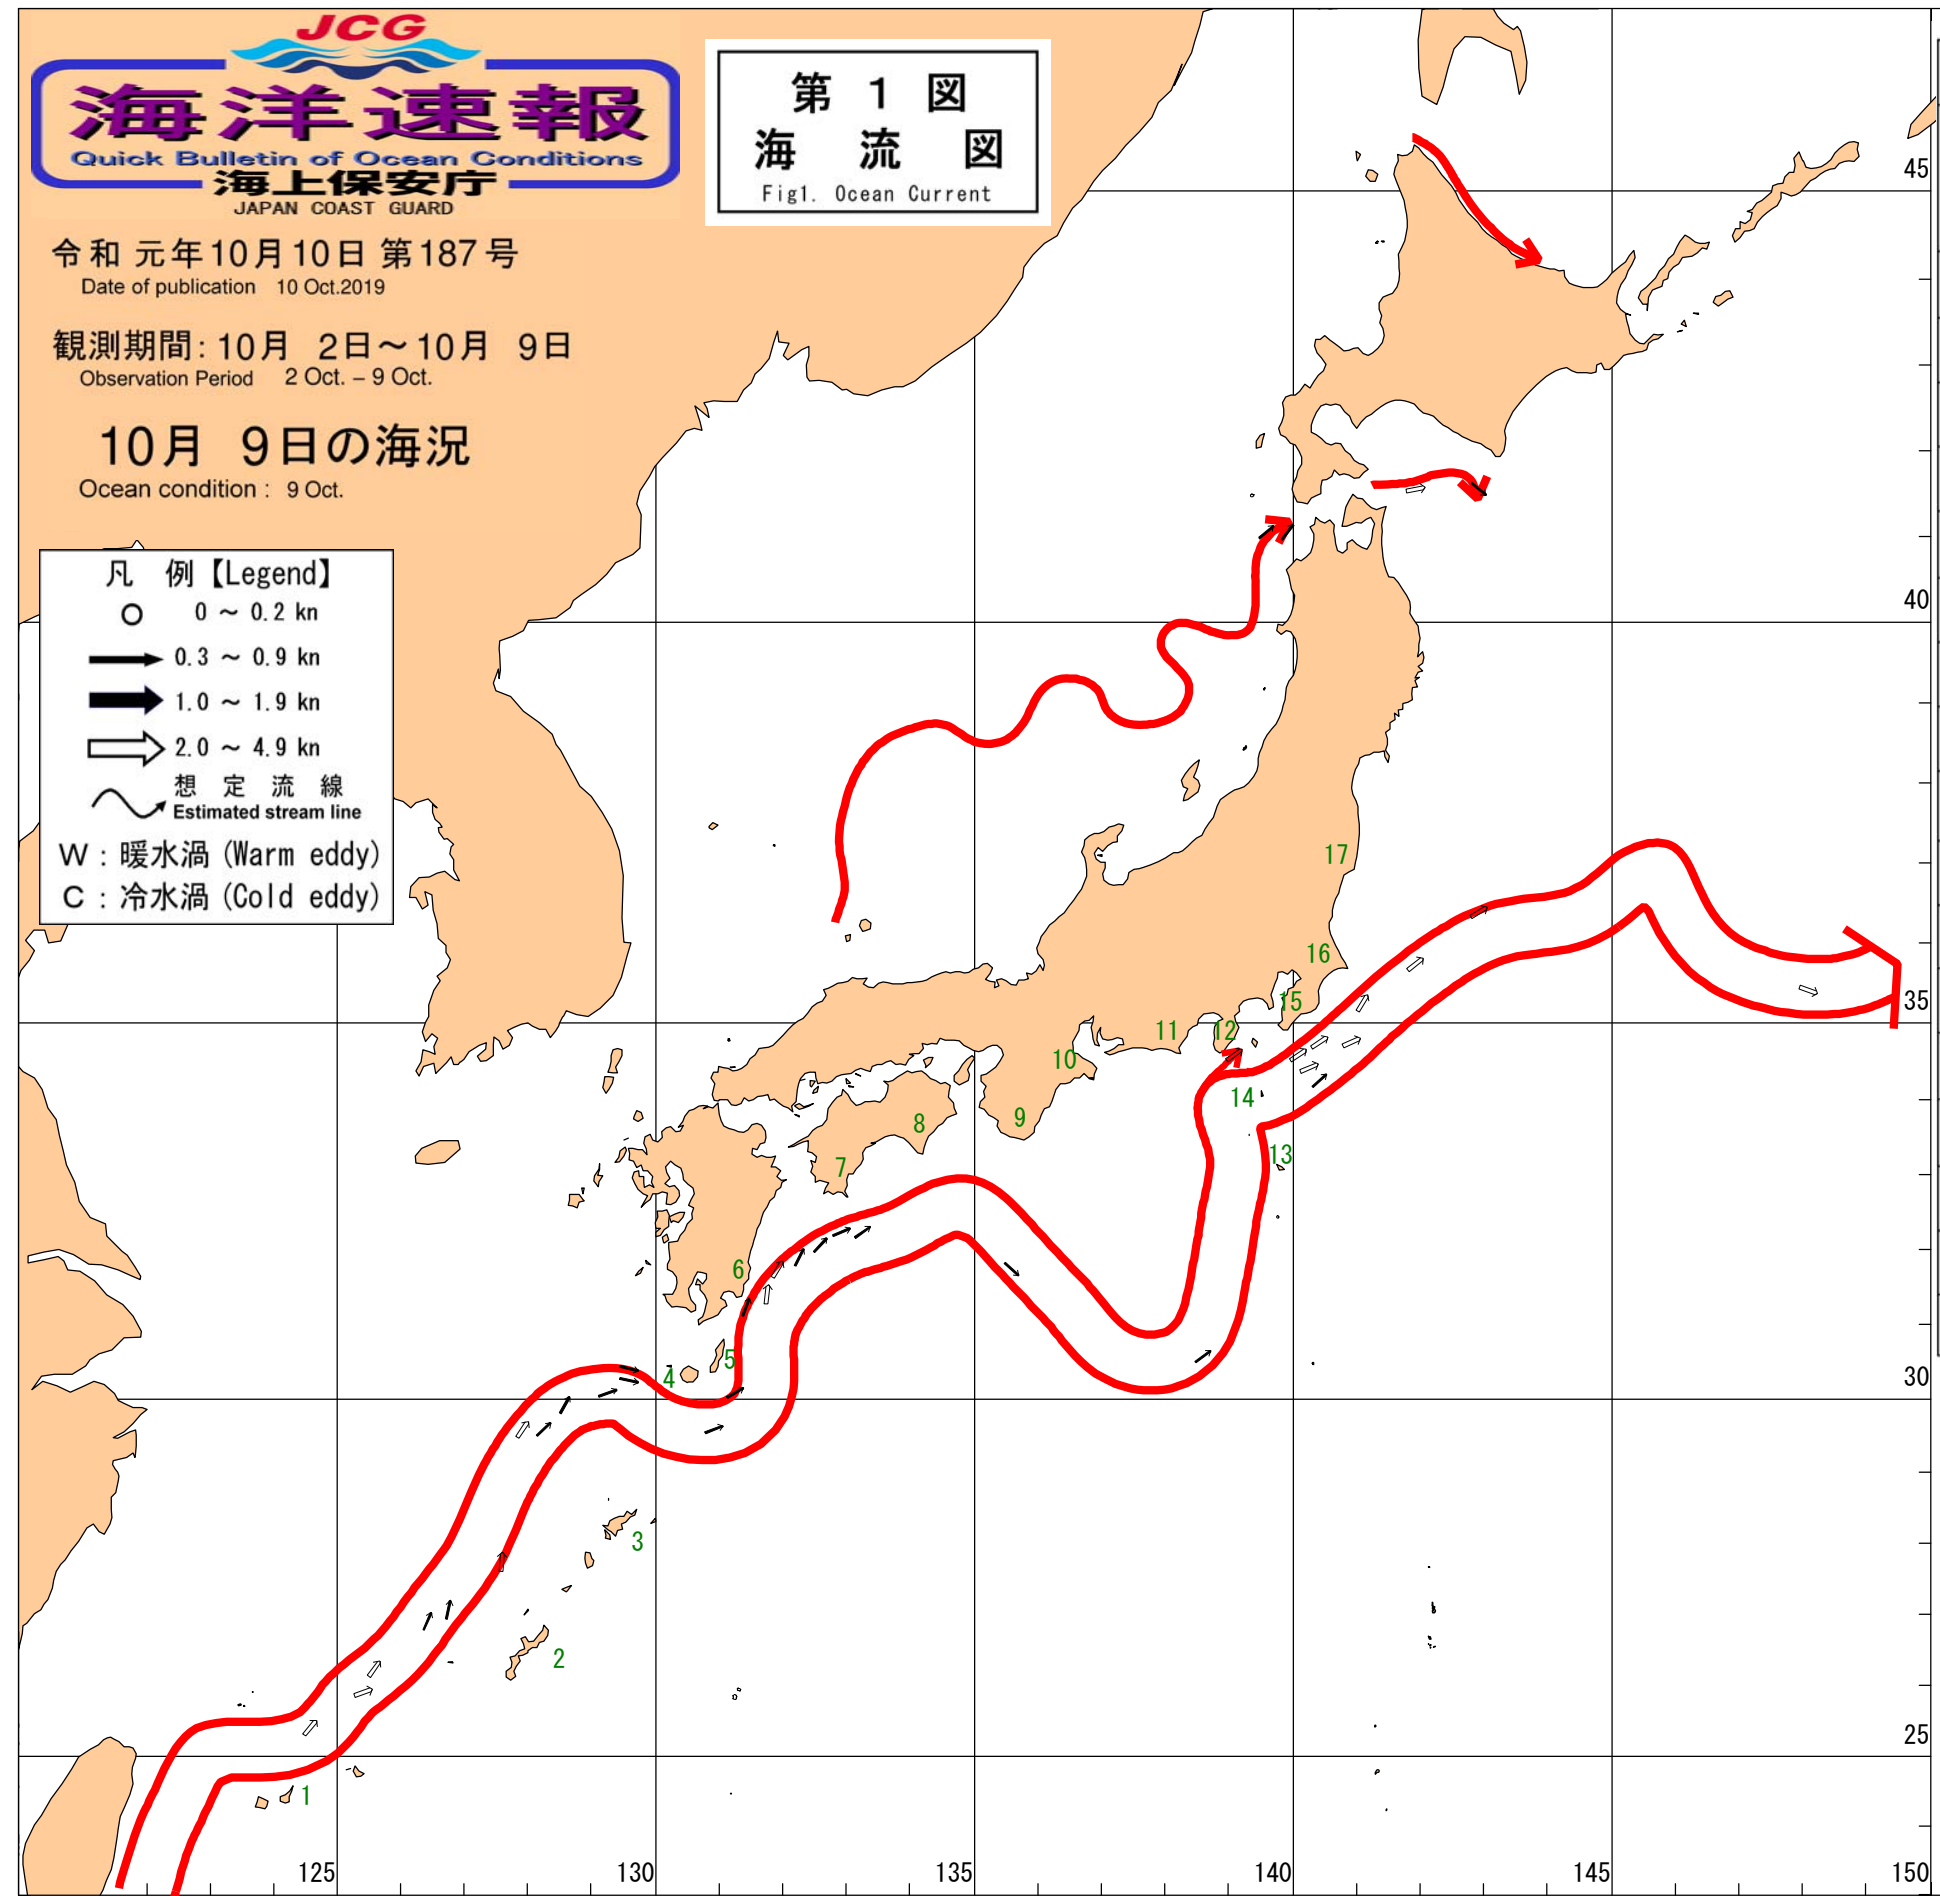 JCG
海洋速報
Quick Bulletin of Ocean Conditions
海上保安庁
JAPAN COAST GUARD
第 1 図
海 流 図
Fig1. Ocean Current
令和 元年10月10日 第187号
Date of publication 10 Oct.2019
観測期間: 10月 2日～10月 9日
Observation Period 2 Oct. – 9 Oct.
10月 9日の海況
Ocean condition : 9 Oct.
凡 例【Legend】
0 ～ 0.2 kn
0.3 ～ 0.9 kn
1.0 ～ 1.9 kn
2.0 ～ 4.9 kn
想 定 流 線
Estimated stream line
W : 暖水渦 (Warm eddy)
C : 冷水渦 (Cold eddy)
45
40
35
30
25
17
16
15
12
11
10
14
9
8
13
7
6
5
4
3
2
1
125
130
135
140
145
150